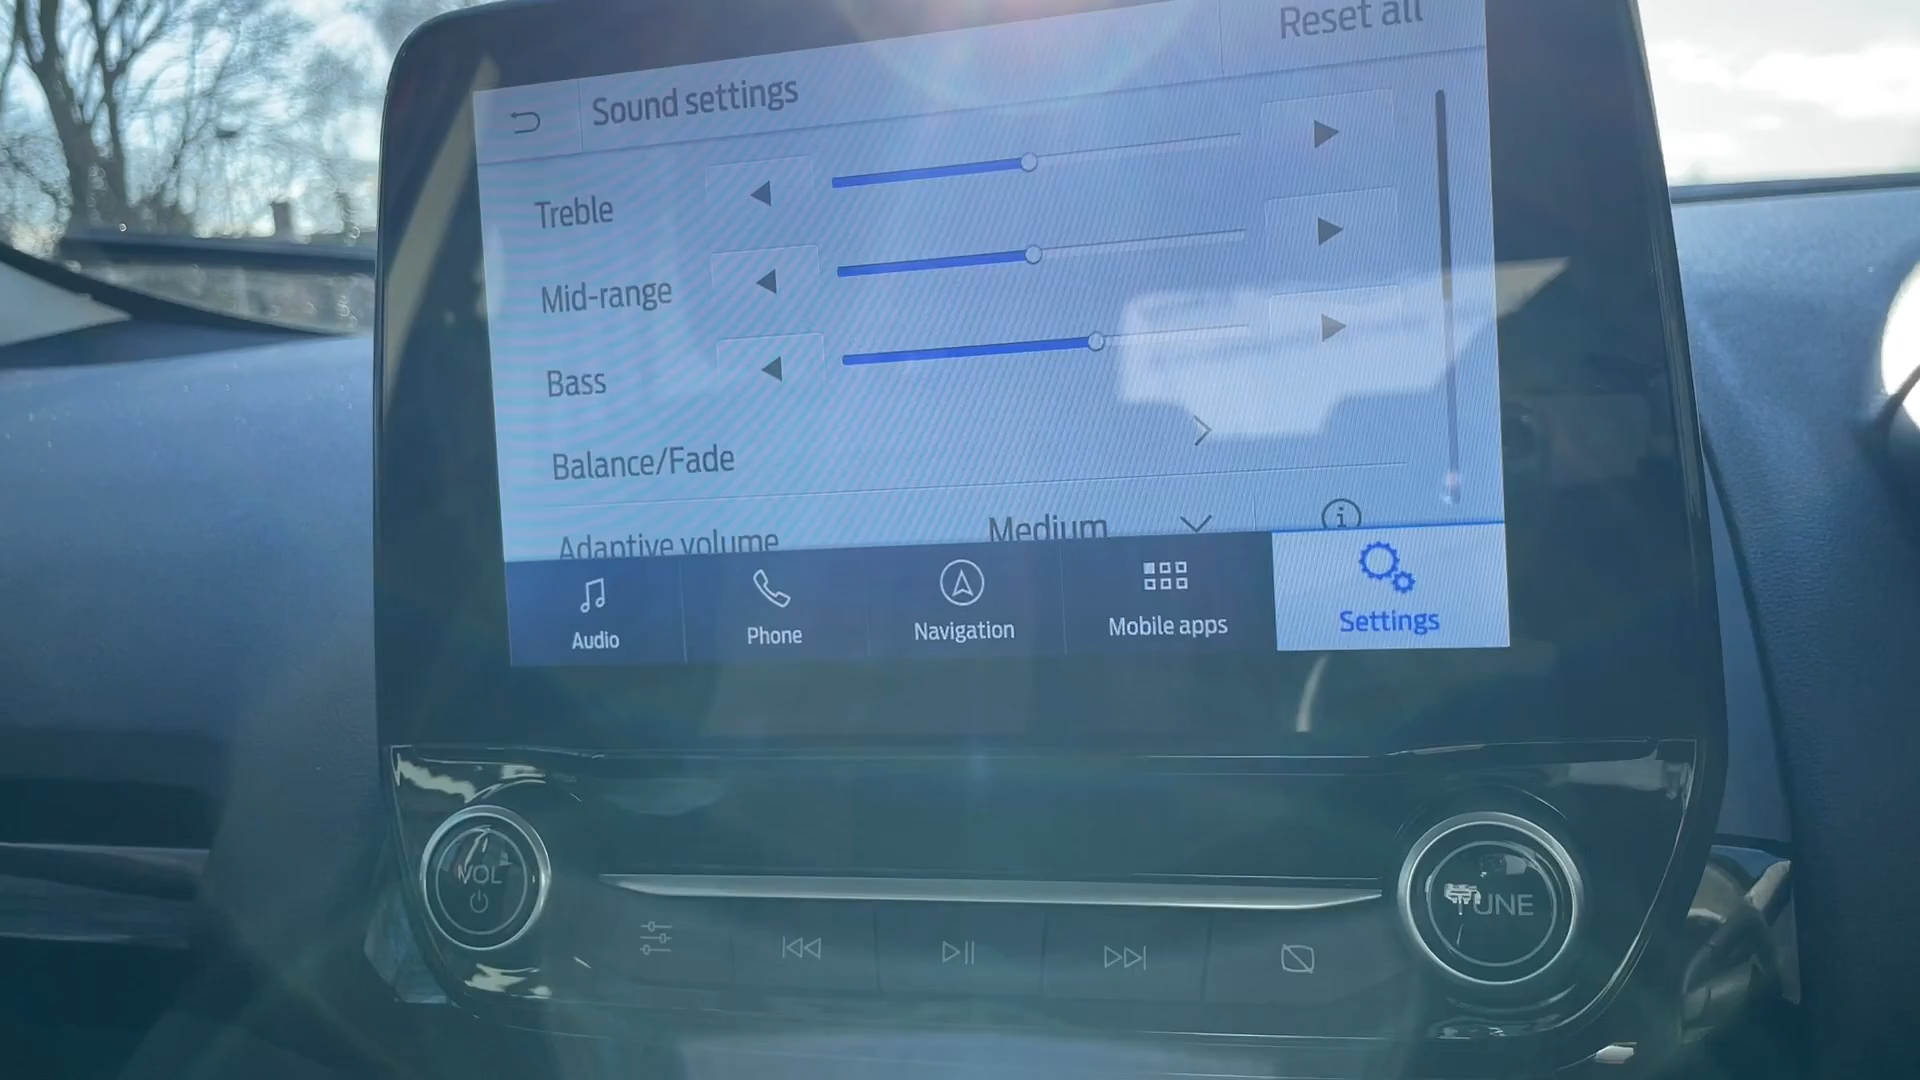 Reset all
Sound settings
Treble
Mid-range
Bass
Balance/Fade
Adaptive volume
Medium
i
Audio
Phone
Navigation
Mobile apps
Settings
VOL
TUNE